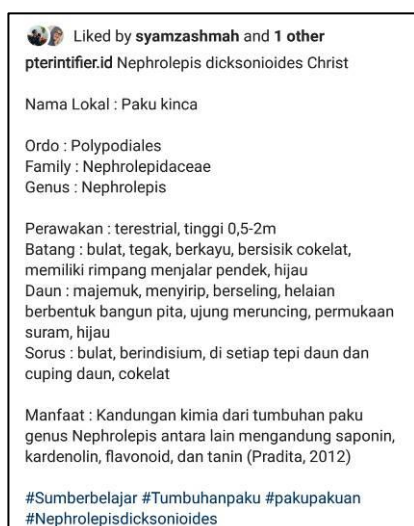 Liked by syamzashmah and 1 other
pterintifier.id Nephrolepis dicksonioides Christ
Nama Lokal : Paku kinca
Ordo : Polypodiales
Family : Nephrolepidaceae
Genus : Nephrolepis
Perawakan : terestrial, tinggi 0,5-2m
Batang : bulat, tegak, berkayu, bersisik cokelat,
memiliki rimpang menjalar pendek, hijau
Daun : majemuk, menyirip, berseling, helaian
berbentuk bangun pita, ujung meruncing, permukaan
suram, hijau
Sorus : bulat, berindisium, di setiap tepi daun dan
cuping daun, cokelat
Manfaat : Kandungan kimia dari tumbuhan paku
genus Nephrolepis antara lain mengandung saponin,
kardenolin, flavonoid, dan tanin (Pradita, 2012)
#Sumberbelajar #Tumbuhanpaku #pakupakuan
#Nephrolepisdicksonioides